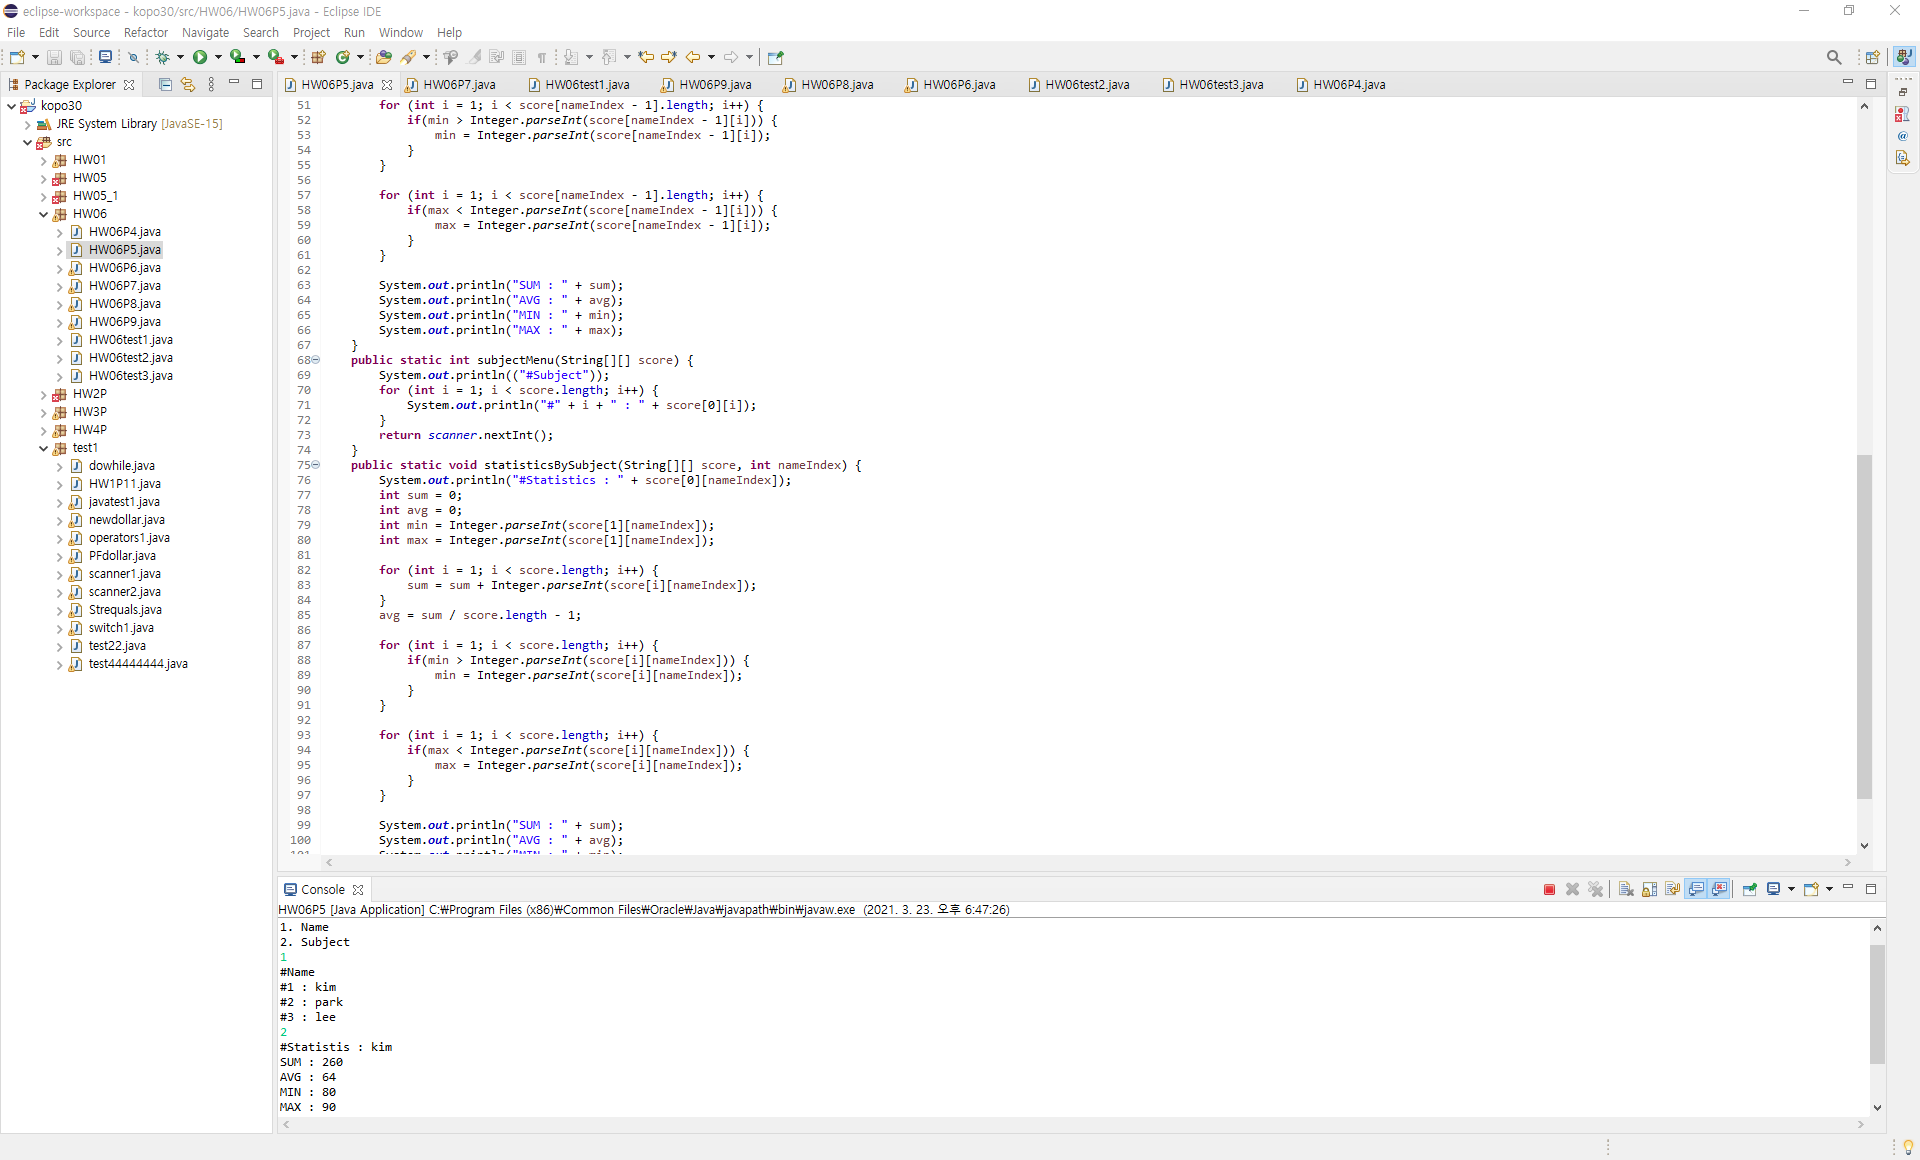 eclipse-workspace - kopo30/src/HW06/HW06P5.java - Eclipse IDE
File Edit Source Refactor Navigate Search Project Run Window Help
Package Explorer
kopo30
JRE System Library [JavaSE-15]
src
HW01
HW05
HW05_1
HW06
HW06P4.java
HW06P5.java
HW06P6.java
HW06P7.java
HW06P8.java
HW06P9.java
HW06test1.java
HW06test2.java
HW06test3.java
HW2P
HW3P
HW4P
test1
dowhile.java
HW1P11.java
javatest1.java
newdollar.java
operators1.java
PFdollar.java
scanner1.java
scanner2.java
Strequals.java
switch1.java
test22.java
test44444444.java
HW06P5.java HW06P7.java HW06test1.java HW06P9.java HW06P8.java HW06P6.java HW06test2.java HW06test3.java HW06P4.java
51 for (int i = 1; i < score[nameIndex - 1].length; i++) {
52 if(min > Integer.parseInt(score[nameIndex - 1][i])) {
53 min = Integer.parseInt(score[nameIndex - 1][i]);
54 }
55 }
56
57 for (int i = 1; i < score[nameIndex - 1].length; i++) {
58 if(max < Integer.parseInt(score[nameIndex - 1][i])) {
59 max = Integer.parseInt(score[nameIndex - 1][i]);
60 }
61 }
62
63 System.out.println("SUM : " + sum);
64 System.out.println("AVG : " + avg);
65 System.out.println("MIN : " + min);
66 System.out.println("MAX : " + max);
67 }
68 public static int subjectMenu(String[][] score) {
69 System.out.println(("#Subject"));
70 for (int i = 1; i < score.length; i++) {
71 System.out.println("#" + i + " : " + score[0][i]);
72 }
73 return scanner.nextInt();
74 }
75 public static void statisticsBySubject(String[][] score, int nameIndex) {
76 System.out.println("#Statistics : " + score[0][nameIndex]);
77 int sum = 0;
78 int avg = 0;
79 int min = Integer.parseInt(score[1][nameIndex]);
80 int max = Integer.parseInt(score[1][nameIndex]);
81
82 for (int i = 1; i < score.length; i++) {
83 sum = sum + Integer.parseInt(score[i][nameIndex]);
84 }
85 avg = sum / score.length - 1;
86
87 for (int i = 1; i < score.length; i++) {
88 if(min > Integer.parseInt(score[i][nameIndex])) {
89 min = Integer.parseInt(score[i][nameIndex]);
90 }
91 }
92
93 for (int i = 1; i < score.length; i++) {
94 if(max < Integer.parseInt(score[i][nameIndex])) {
95 max = Integer.parseInt(score[i][nameIndex]);
96 }
97 }
98
99 System.out.println("SUM : " + sum);
100 System.out.println("AVG : " + avg);
Console
HW06P5 [Java Application] C:₩Program Files (x86)₩Common Files₩Oracle₩Java₩javapath₩bin₩javaw.exe (2021. 3. 23. 오후 6:47:26)
1. Name
2. Subject
1
#Name
#1 : kim
#2 : park
#3 : lee
2
#Statistis : kim
SUM : 260
AVG : 64
MIN : 80
MAX : 90